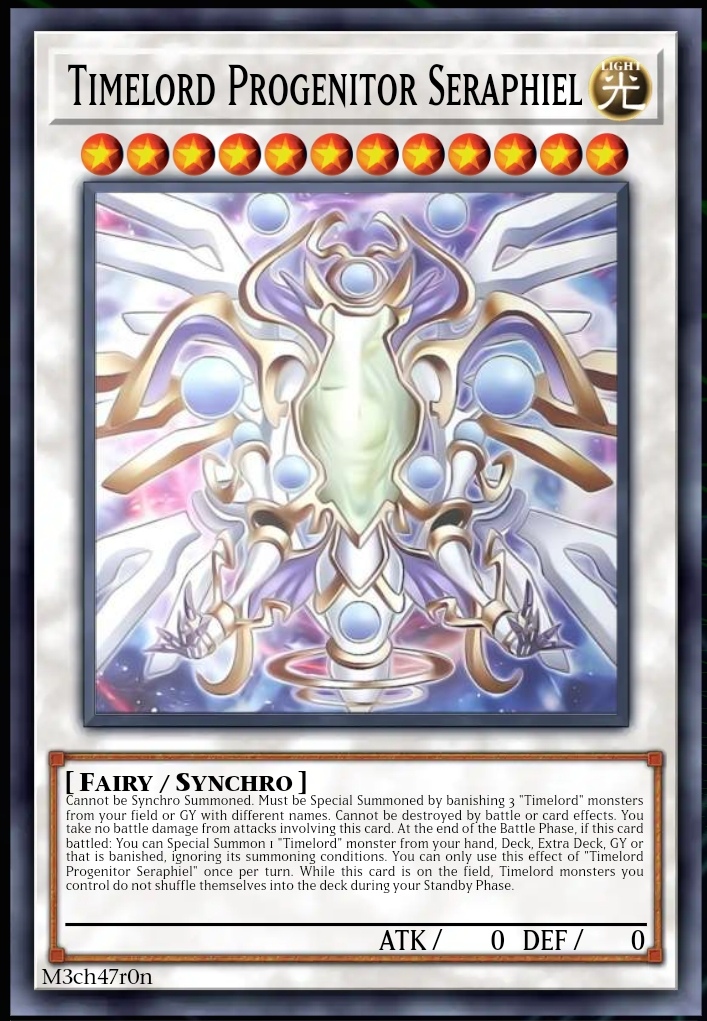 Timelord Progenitor Seraphiel
LIGHT
光
[ Fairy / Synchro ]
Cannot be Synchro Summoned. Must be Special Summoned by banishing 3 "Timelord" monsters
from your field or GY with different names. Cannot be destroyed by battle or card effects. You
take no battle damage from attacks involving this card. At the end of the Battle Phase, if this card
battled: You can Special Summon 1 "Timelord" monster from your hand, Deck, Extra Deck, GY or
that is banished, ignoring its summoning conditions. You can only use this effect of "Timelord
Progenitor Seraphiel" once per turn. While this card is on the field, Timelord monsters you
control do not shuffle themselves into the deck during your Standby Phase.
ATK / 0 DEF / 0
M3ch47r0n